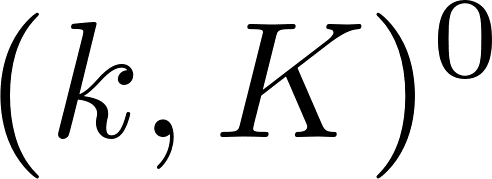 (k, K)⁰